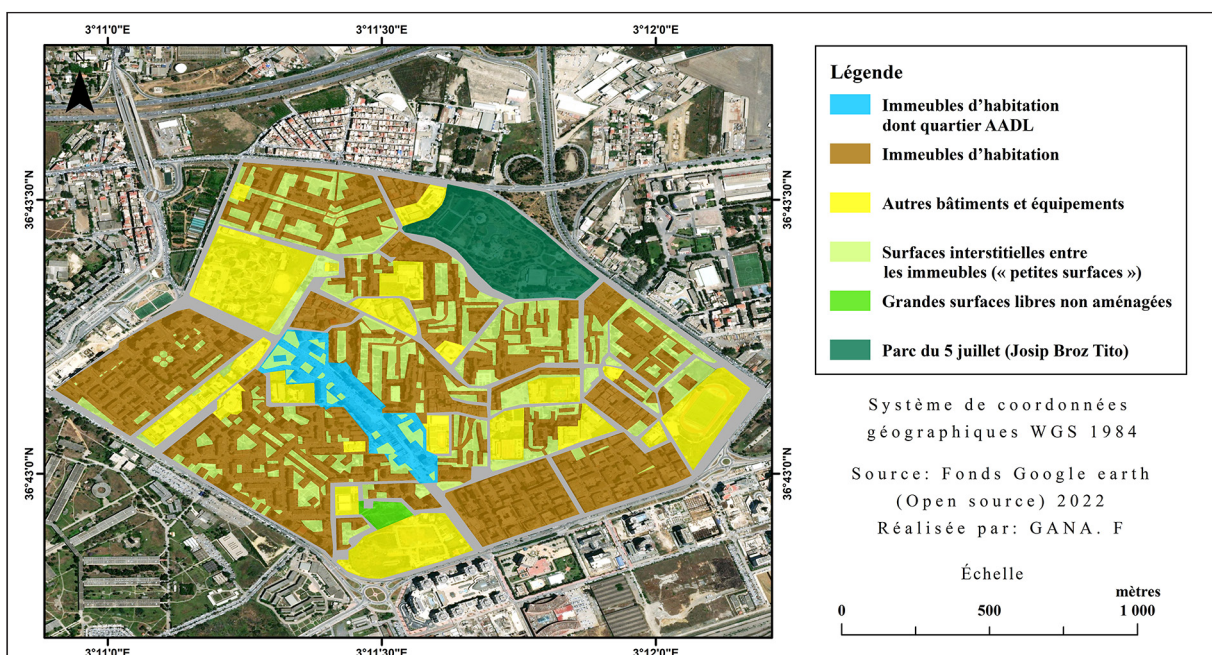 3°11'0"E
3°11'30"E
3°12'0"E
N
36°43'30"N
36°43'30"N
36°43'0"N
36°43'0"N
3°11'0"E
3°11'30"E
3°12'0"E
Légende
Immeubles d’habitation
dont quartier AADL
Immeubles d’habitation
Autres bâtiments et équipements
Surfaces interstitielles entre
les immeubles (« petites surfaces »)
Grandes surfaces libres non aménagées
Parc du 5 juillet (Josip Broz Tito)
Système de coordonnées
géographiques WGS 1984
Source: Fonds Google earth
(Open source) 2022
Réalisée par: GANA. F
Échelle
mètres
0 500 1 000